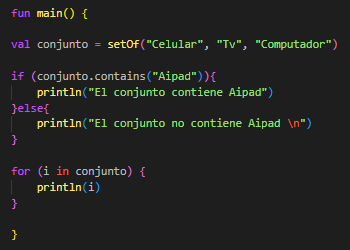 fun main() {
val conjunto = setOf("Celular", "Tv", "Computador")
if (conjunto.contains("Aipad")){
    println("El conjunto contiene Aipad")
}else{
    println("El conjunto no contiene Aipad \n")
}
for (i in conjunto) {
    println(i)
}
}